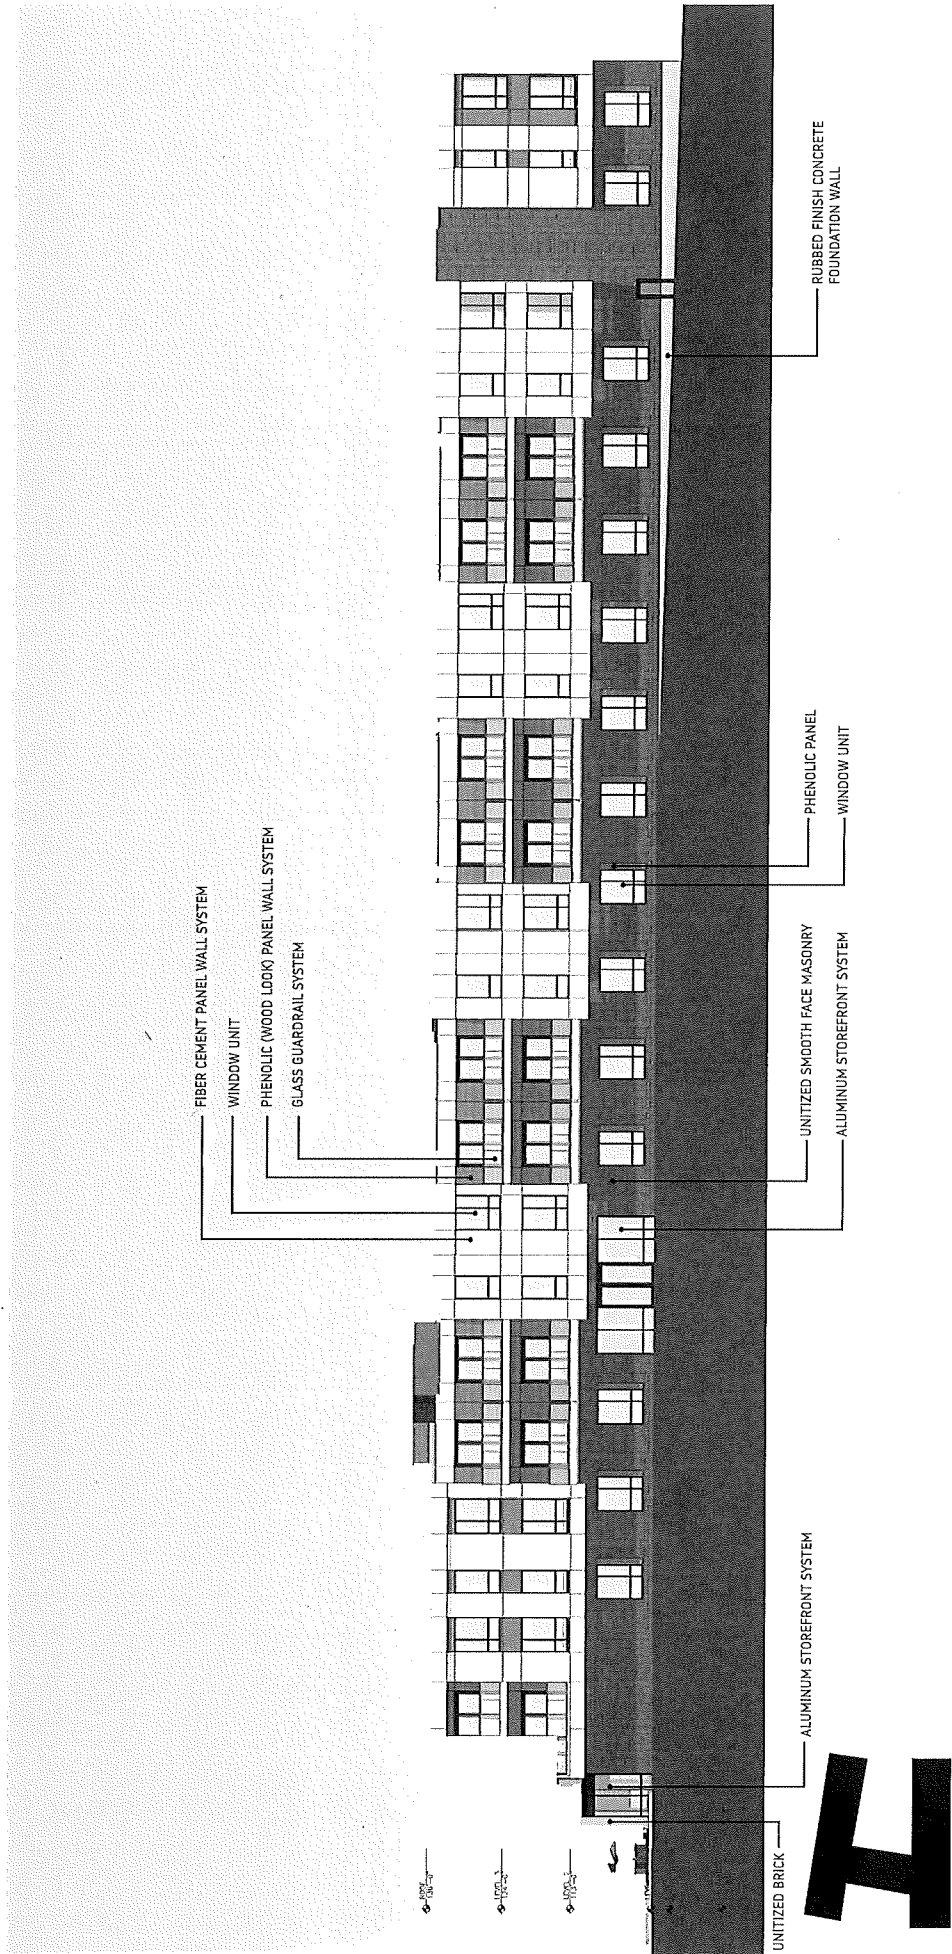 FIBER CEMENT PANEL WALL SYSTEM
WINDOW UNIT
PHENOLIC (WOOD LOOK) PANEL WALL SYSTEM
GLASS GUARDRAIL SYSTEM
UNITIZED BRICK
ALUMINUM STOREFRONT SYSTEM
UNITIZED SMOOTH FACE MASONRY
ALUMINUM STOREFRONT SYSTEM
PHENOLIC PANEL
WINDOW UNIT
RUBBED FINISH CONCRETE
FOUNDATION WALL